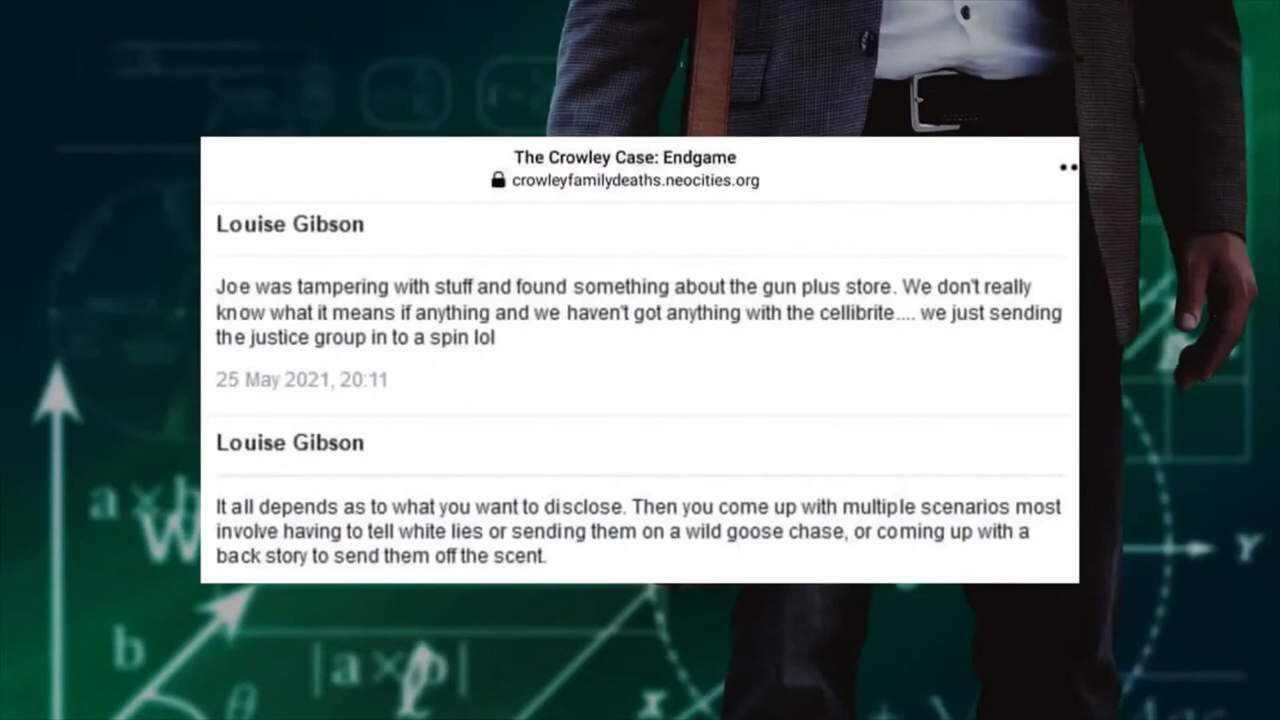 The Crowley Case: Endgame
crowleyfamilydeaths.neocities.org
Louise Gibson
Joe was tampering with stuff and found something about the gun plus store. We don't really
know what it means if anything and we haven't got anything with the cellibrite.... we just sending
the justice group in to a spin lol
25 May 2021, 20:11
Louise Gibson
It all depends as to what you want to disclose. Then you come up with multiple scenarios most
involve having to tell white lies or sending them on a wild goose chase, or coming up with a
back story to send them off the scent.
a×b
W
Y
b
|a×b|
θ
x